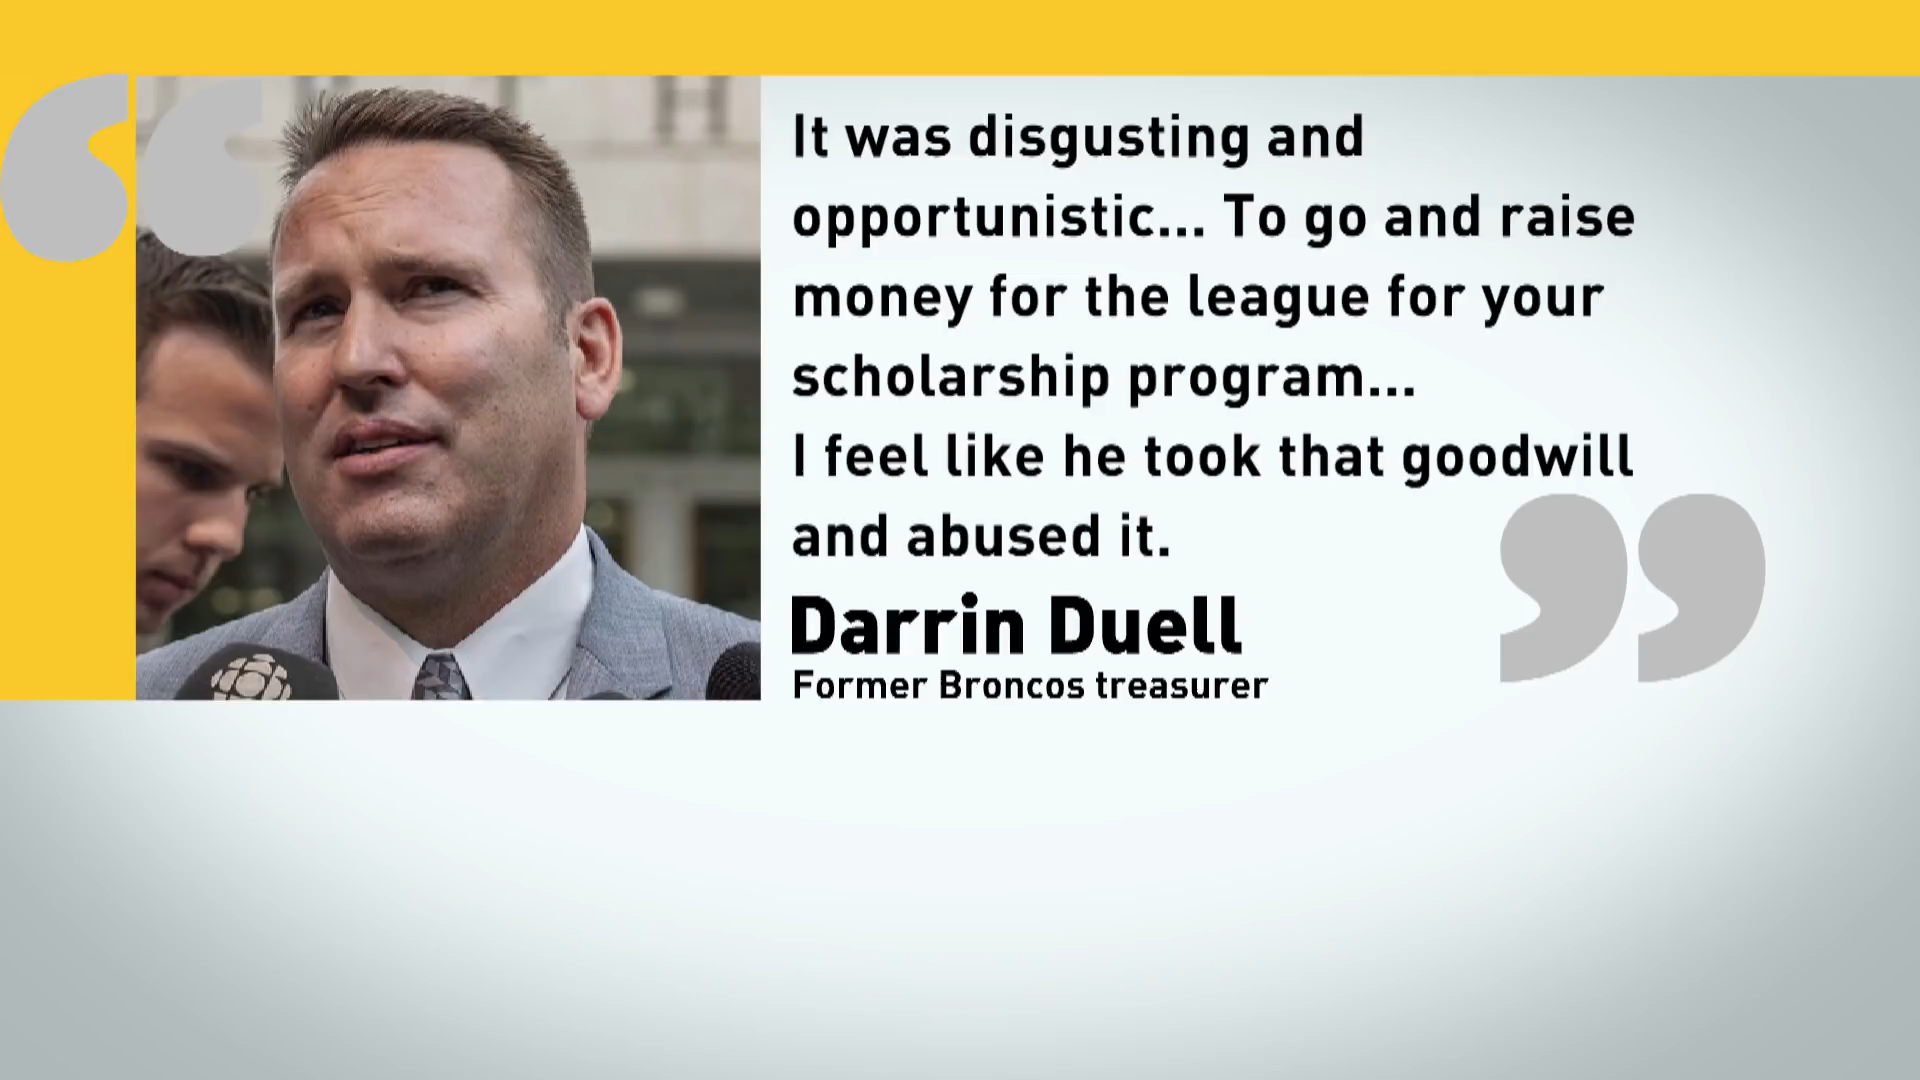 It was disgusting and
opportunistic... To go and raise
money for the league for your
scholarship program...
I feel like he took that goodwill
and abused it.
Darrin Duell
Former Broncos treasurer